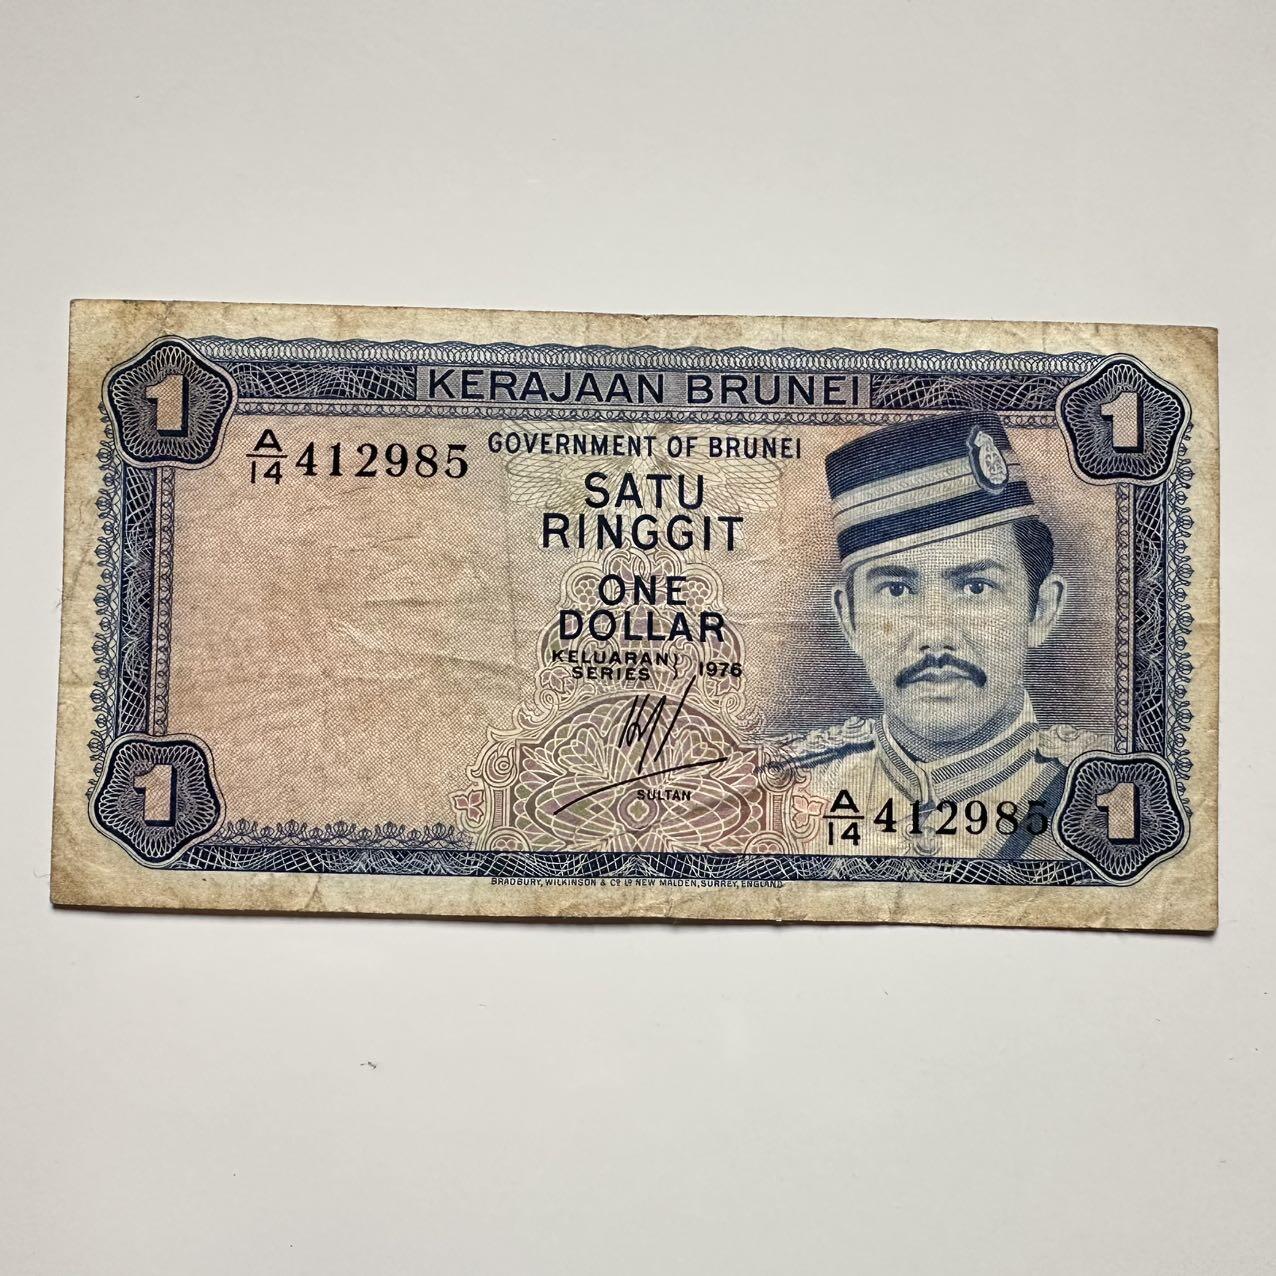 KERAJAAN BRUNEI
1
1
A/14 412985
GOVERNMENT OF BRUNEI
SATU
RINGGIT
ONE
DOLLAR
KELUARAN
SERIES } 1976
SULTAN
1
A/14 412985
1
BRADBURY, WILKINSON & Cº Lº NEW MALDEN, SURREY, ENGLAND